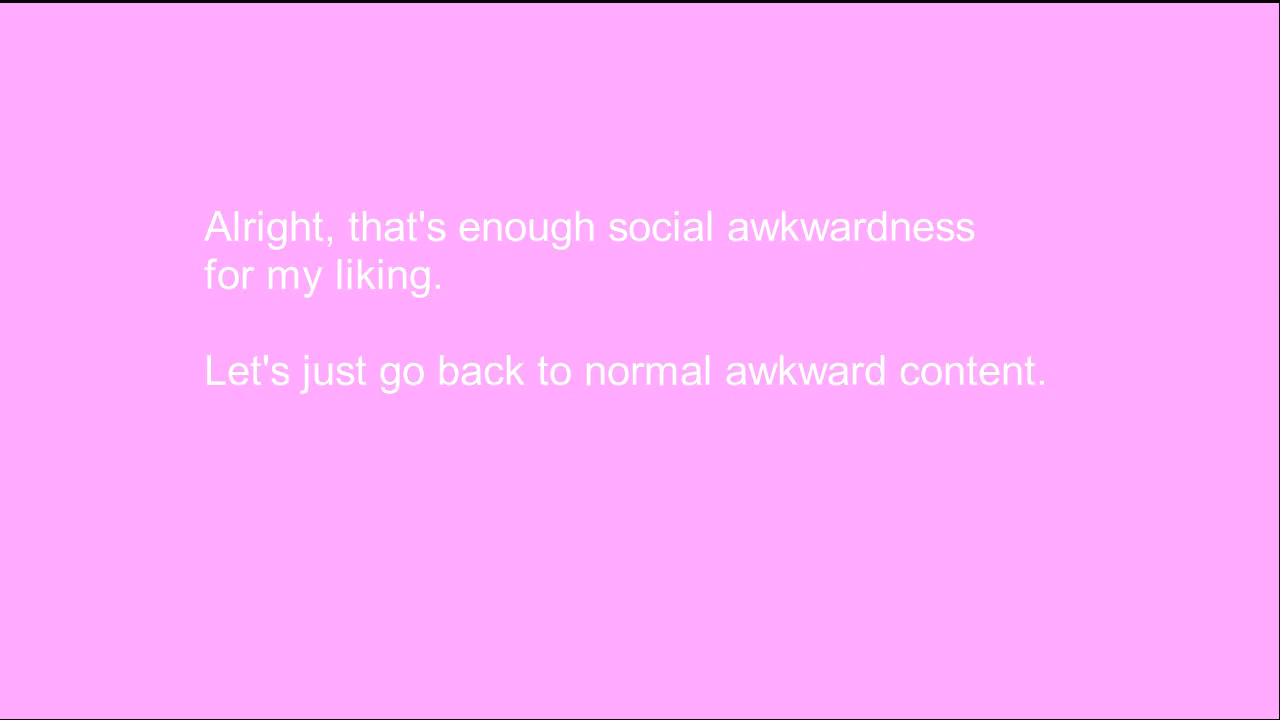 Alright, that's enough social awkwardness
for my liking.
Let's just go back to normal awkward content.